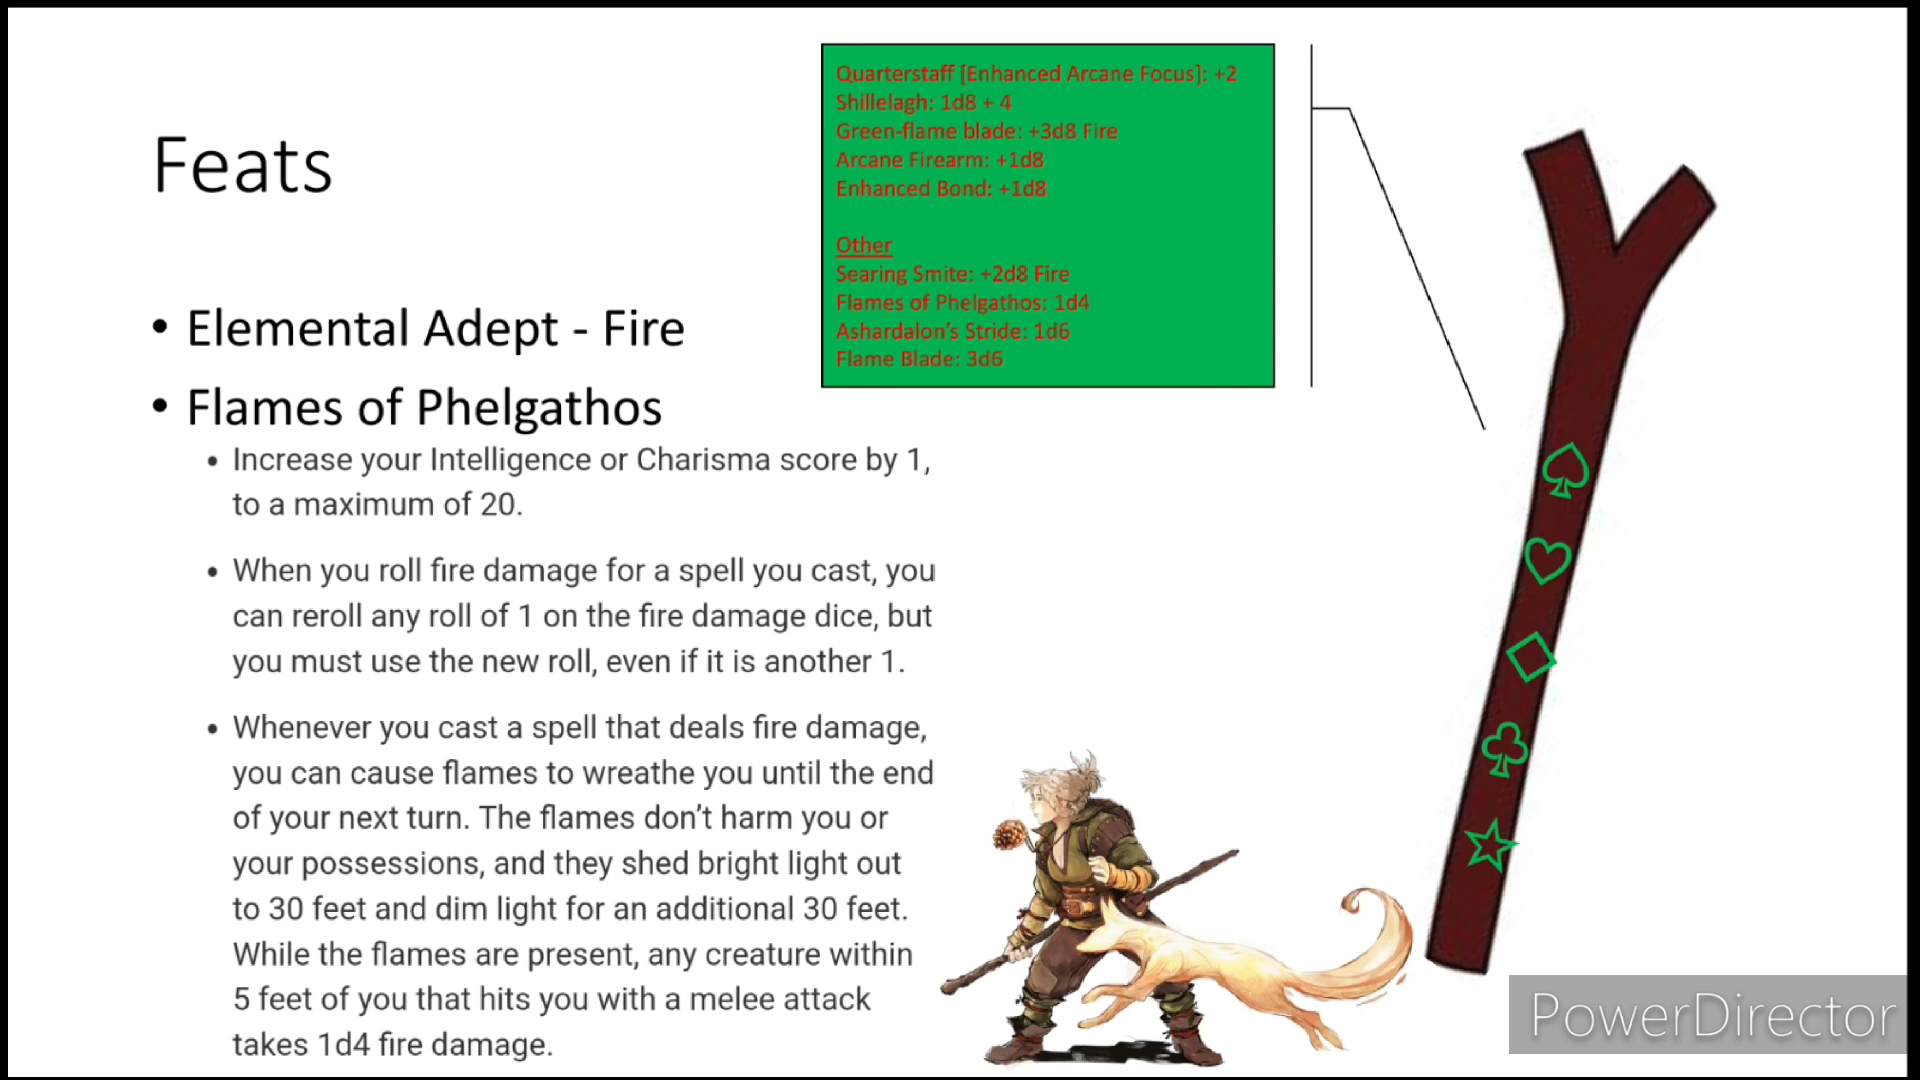 Feats
• Elemental Adept - Fire
• Flames of Phelgathos
• Increase your Intelligence or Charisma score by 1,
to a maximum of 20.
• When you roll fire damage for a spell you cast, you
can reroll any roll of 1 on the fire damage dice, but
you must use the new roll, even if it is another 1.
• Whenever you cast a spell that deals fire damage,
you can cause flames to wreathe you until the end
of your next turn. The flames don’t harm you or
your possessions, and they shed bright light out
to 30 feet and dim light for an additional 30 feet.
While the flames are present, any creature within
5 feet of you that hits you with a melee attack
takes 1d4 fire damage.
Quarterstaff [Enhanced Arcane Focus]: +2
Shillelagh: 1d8 + 4
Green-flame blade: +3d8 Fire
Arcane Firearm: +1d8
Enhanced Bond: +1d8
Other
Searing Smite: +2d8 Fire
Flames of Phelgathos: 1d4
Ashardalon’s Stride: 1d6
Flame Blade: 3d6
PowerDirector